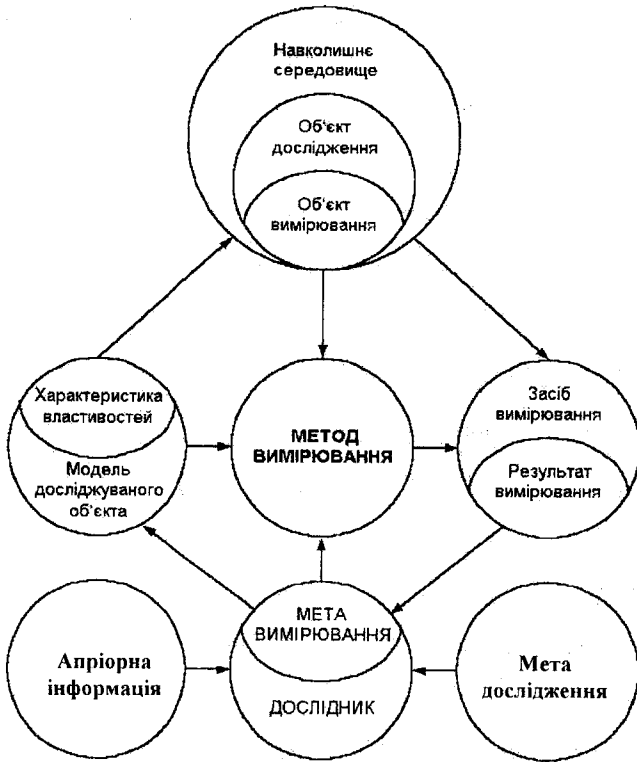 Навколишнє
середовище
Об'єкт
дослідження
Об'єкт
вимірювання
Характеристика
властивостей
Модель
досліджуваного
об'єкта
МЕТОД
ВИМІРЮВАННЯ
Засіб
вимірювання
Результат
вимірювання
Апріорна
інформація
МЕТА
ВИМІРЮВАННЯ
ДОСЛІДНИК
Мета
дослідження